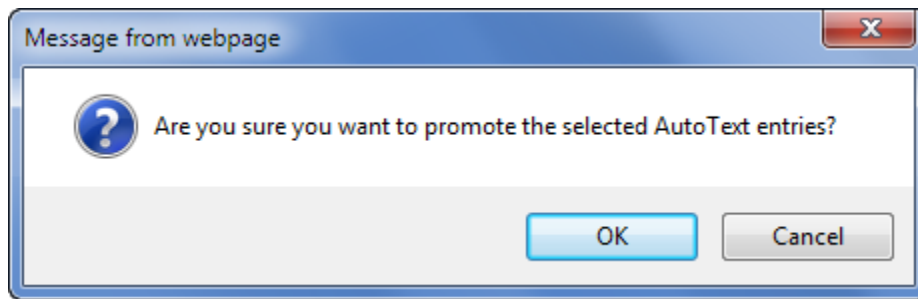 Message from webpage
Are you sure you want to promote the selected AutoText entries?
OK Cancel